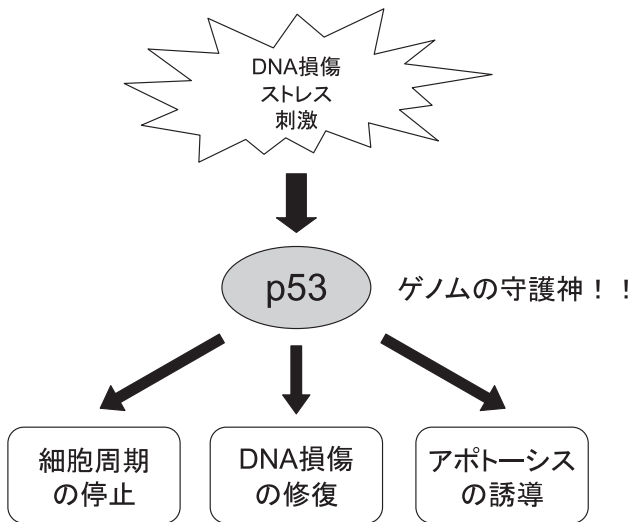 DNA損傷
ストレス
刺激
p53
ゲノムの守護神！！
細胞周期
の停止
DNA損傷
の修復
アポトーシス
の誘導